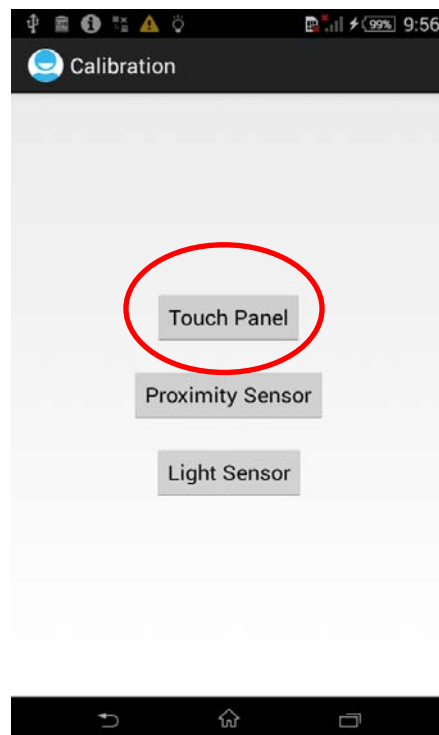 99% 9:56
Calibration
Touch Panel
Proximity Sensor
Light Sensor